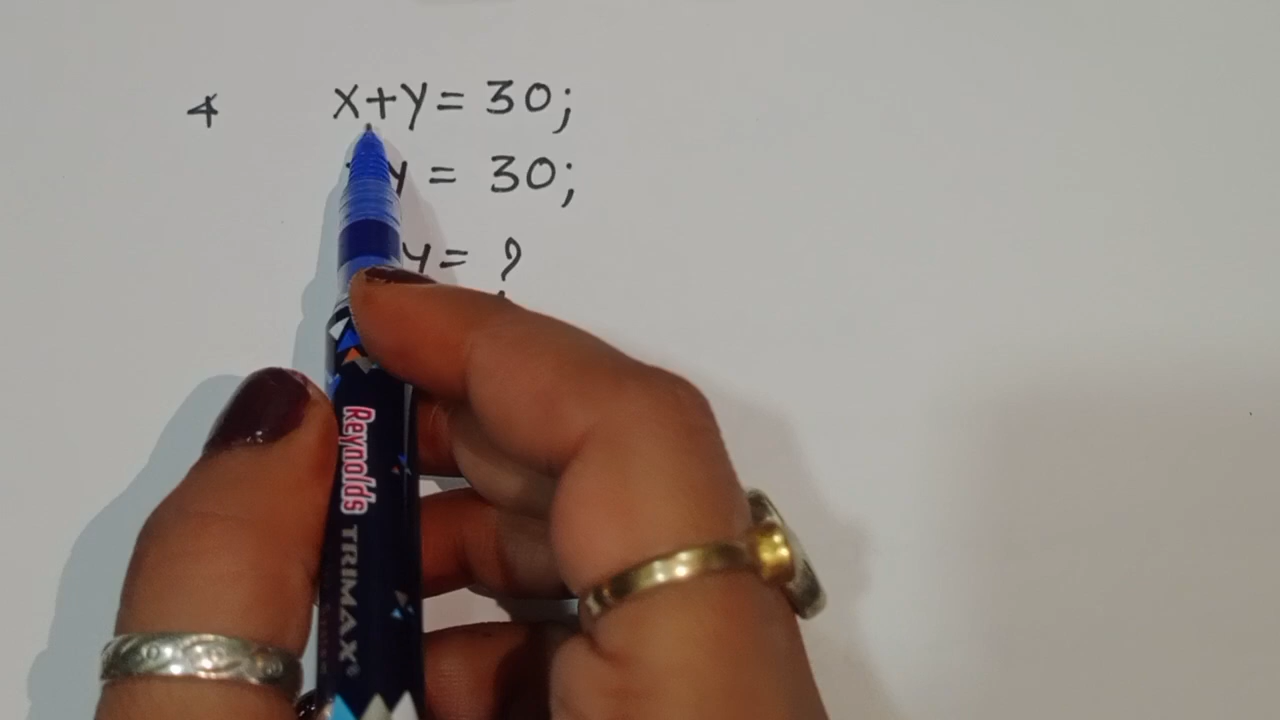 4 x+y = 30;
y = 30;
y = ?
Reynolds TRIMAX